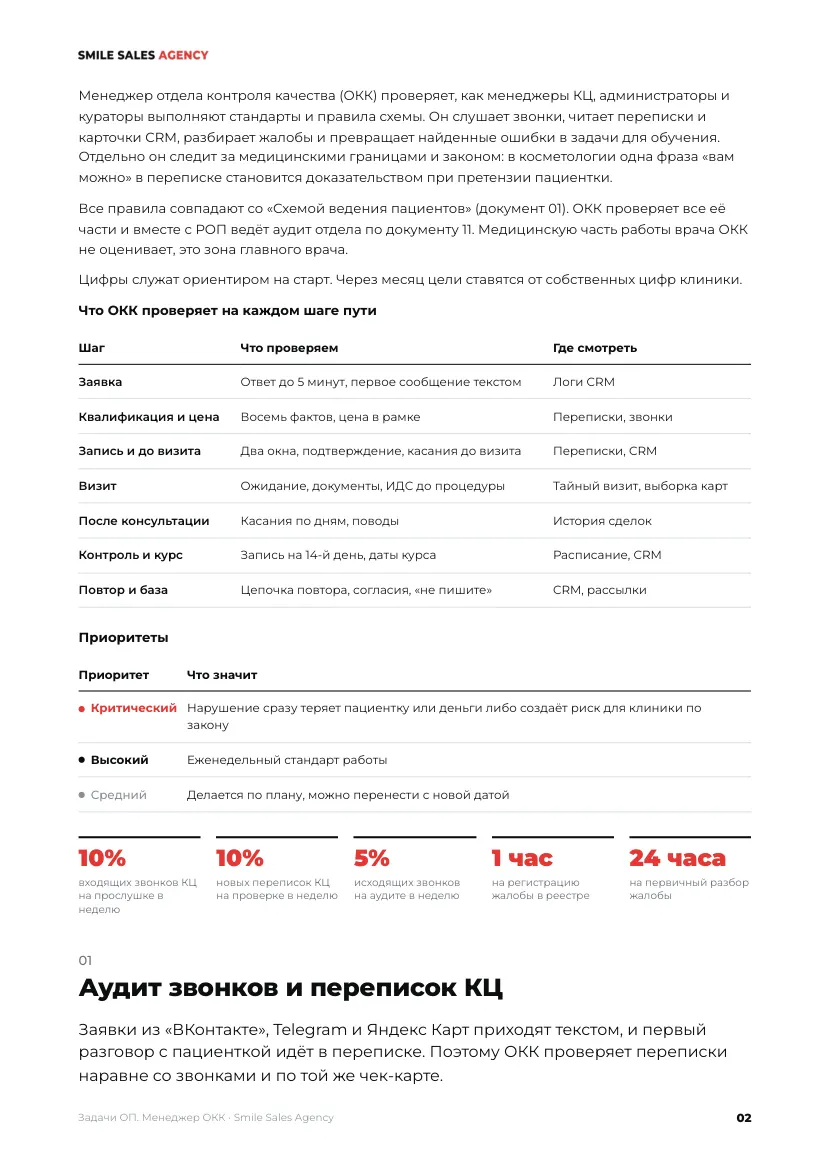 SMILE SALES AGENCY
Менеджер отдела контроля качества (ОКК) проверяет, как менеджеры КЦ, администраторы и
кураторы выполняют стандарты и правила схемы. Он слушает звонки, читает переписки и
карточки CRM, разбирает жалобы и превращает найденные ошибки в задачи для обучения.
Отдельно он следит за медицинскими границами и законом: в косметологии одна фраза «вам
можно» в переписке становится доказательством при претензии пациентки.
Все правила совпадают со «Схемой ведения пациентов» (документ 01). ОКК проверяет все её
части и вместе с РОП ведёт аудит отдела по документу 11. Медицинскую часть работы врача ОКК
не оценивает, это зона главного врача.
Цифры служат ориентиром на старт. Через месяц цели ставятся от собственных цифр клиники.
Что ОКК проверяет на каждом шаге пути
Шаг Что проверяем Где смотреть
Заявка Ответ до 5 минут, первое сообщение текстом Логи CRM
Квалификация и цена Восемь фактов, цена в рамке Переписки, звонки
Запись и до визита Два окна, подтверждение, касания до визита Переписки, CRM
Визит Ожидание, документы, ИДС до процедуры Тайный визит, выборка карт
После консультации Касания по дням, поводы История сделок
Контроль и курс Запись на 14-й день, даты курса Расписание, CRM
Повтор и база Цепочка повтора, согласия, «не пишите» CRM, рассылки
Приоритеты
Приоритет Что значит
Критический Нарушение сразу теряет пациентку или деньги либо создаёт риск для клиники по
закону
Высокий Еженедельный стандарт работы
Средний Делается по плану, можно перенести с новой датой
10% 10% 5% 1 час 24 часа
входящих звонков КЦ новых переписок КЦ исходящих звонков на регистрацию на первичный разбор
на прослушке в на проверке в неделю на аудите в неделю жалобы в реестре жалобы
неделю
01
Аудит звонков и переписок КЦ
Заявки из «ВКонтакте», Telegram и Яндекс Карт приходят текстом, и первый
разговор с пациенткой идёт в переписке. Поэтому ОКК проверяет переписки
наравне со звонками и по той же чек-карте.
Задачи ОП. Менеджер ОКК · Smile Sales Agency 02